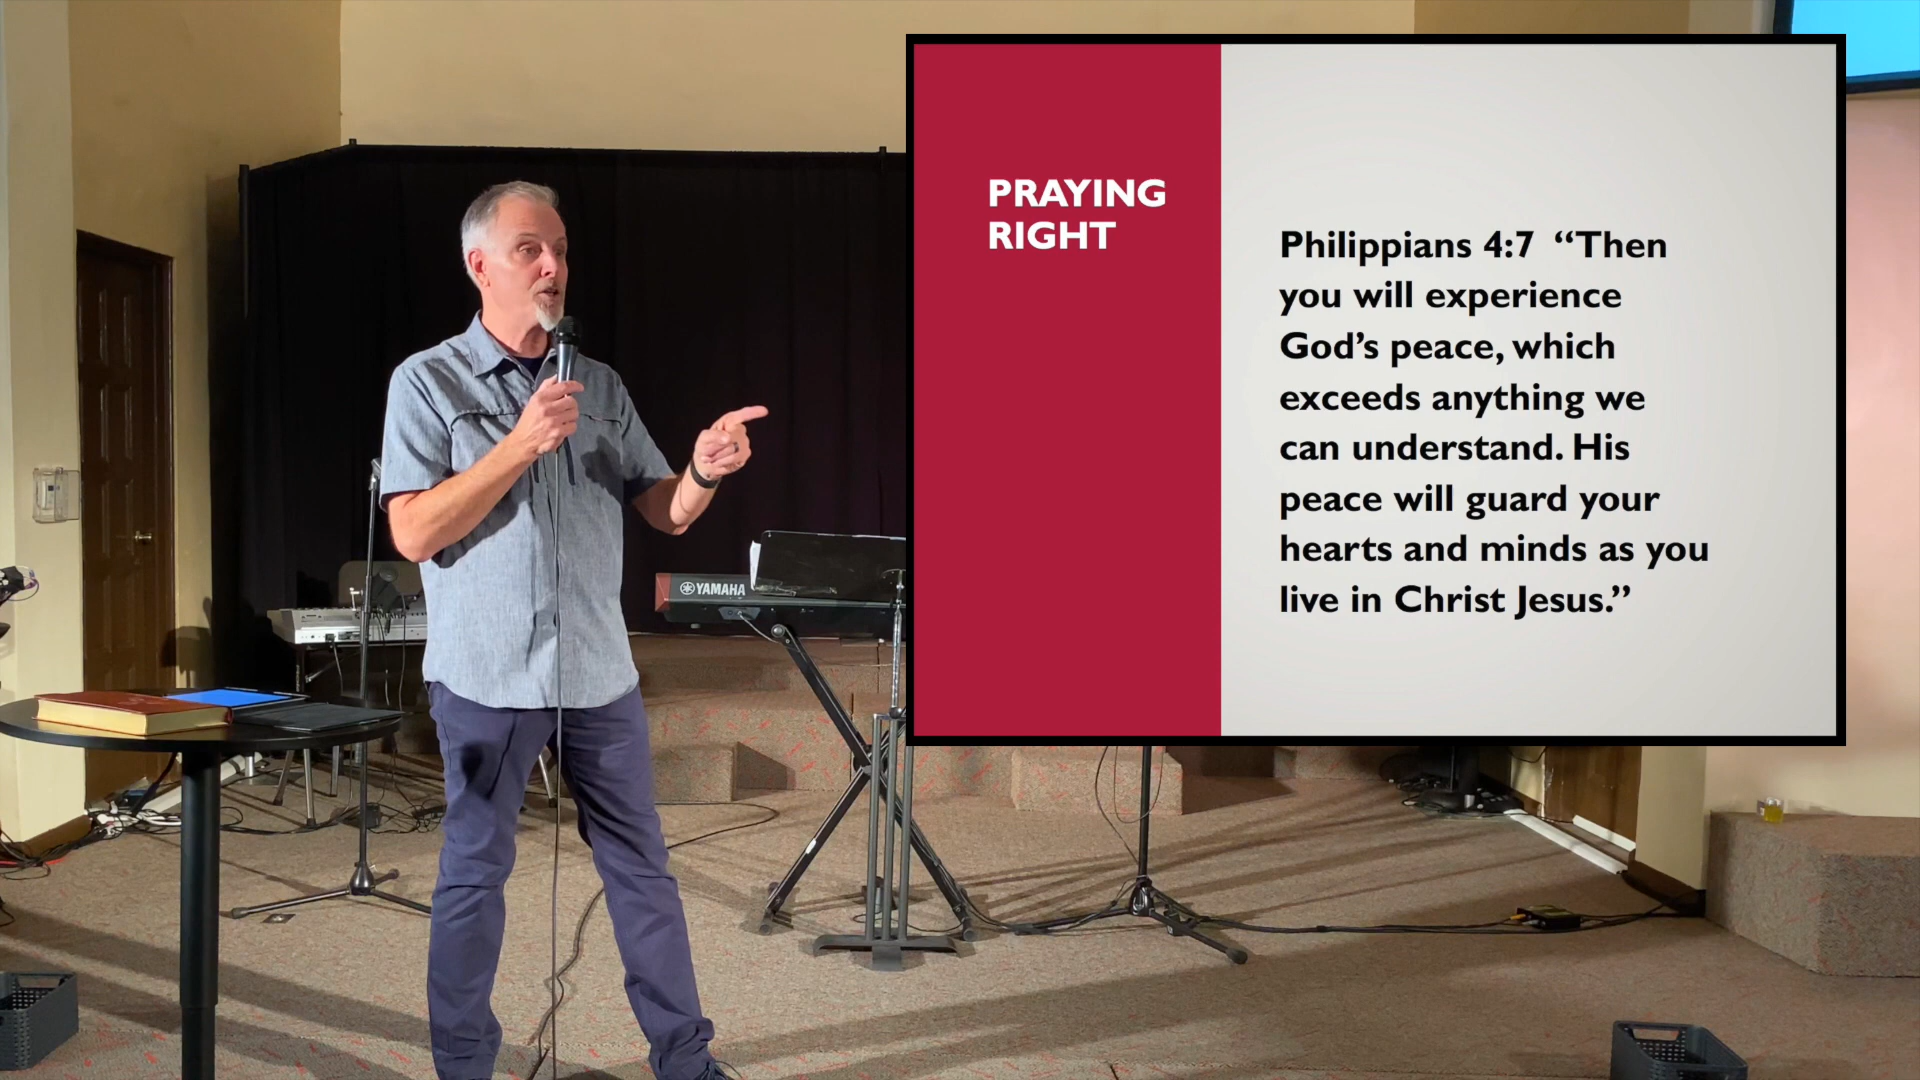 PRAYING
RIGHT
Philippians 4:7 “Then
you will experience
God’s peace, which
exceeds anything we
can understand. His
peace will guard your
hearts and minds as you
live in Christ Jesus.”
YAMAHA
YAMAHA